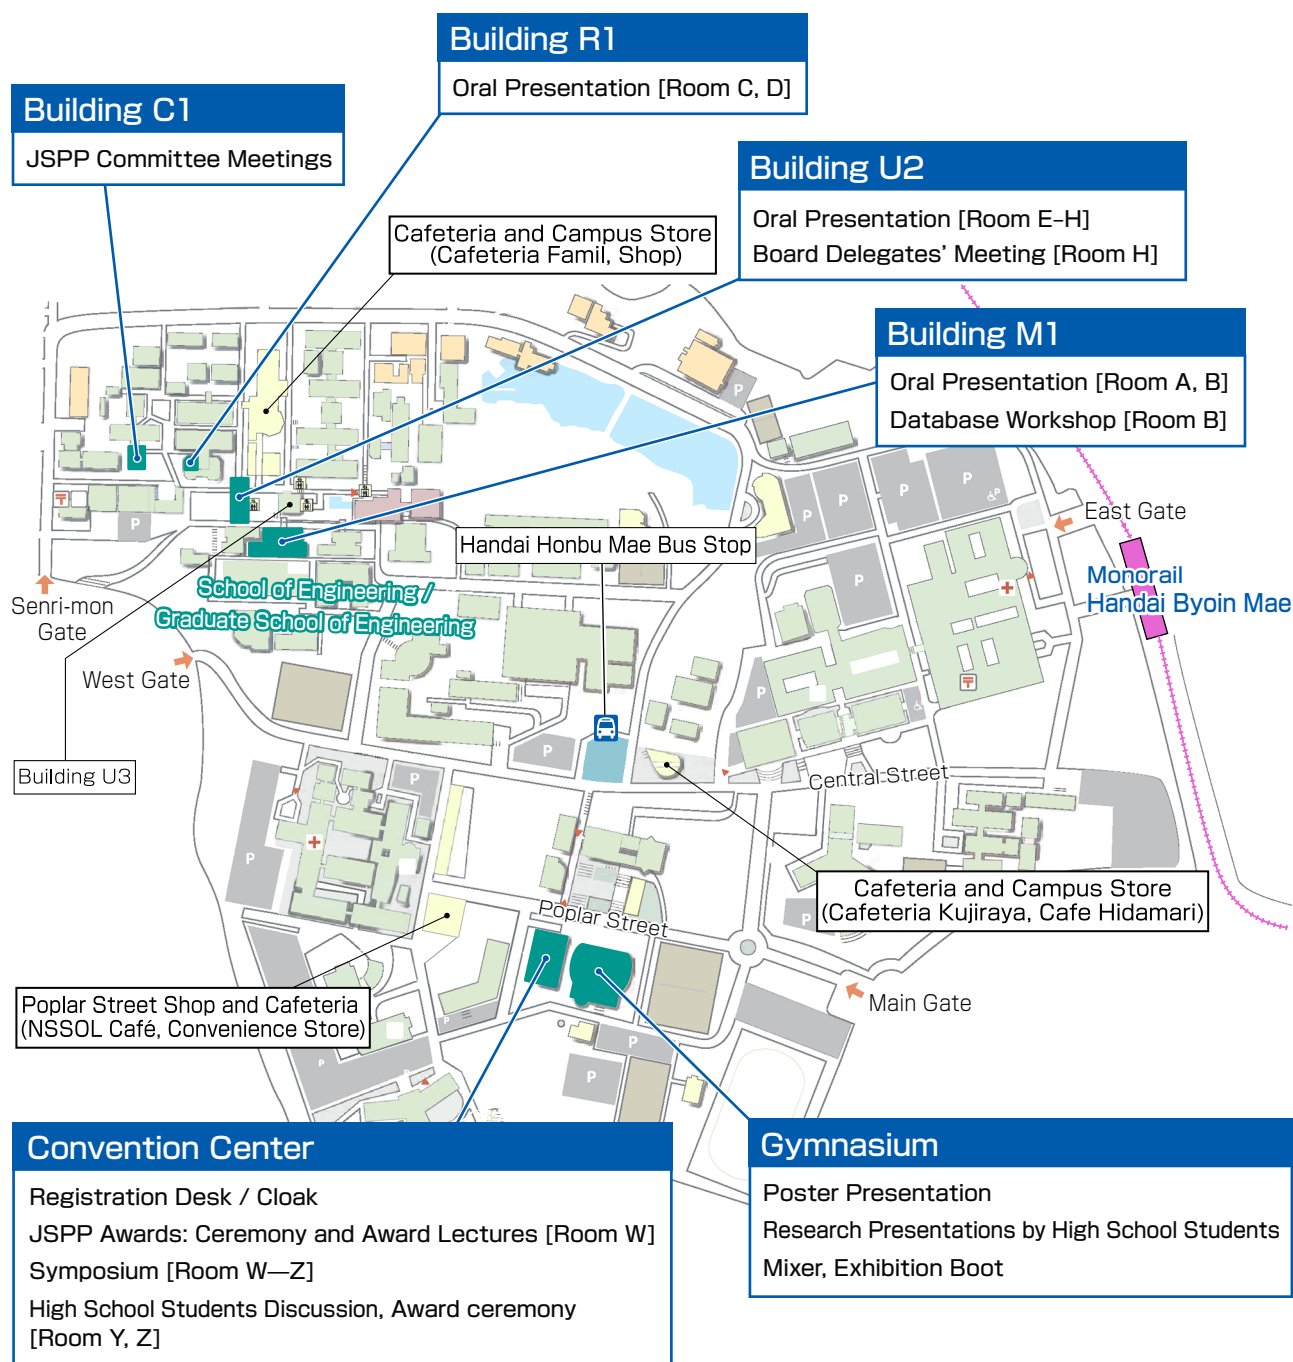 Building R1
Oral Presentation [Room C, D]
Building C1
JSPP Committee Meetings
Building U2
Oral Presentation [Room E-H]
Board Delegates' Meeting [Room H]
Cafeteria and Campus Store
(Cafeteria Famil, Shop)
Building M1
Oral Presentation [Room A, B]
Database Workshop [Room B]
P
P
P
P
P
P
P
P
East Gate
Handai Honbu Mae Bus Stop
P
Monorail
Handai Byoin Mae
School of Engineering /
Graduate School of Engineering
Senri-mon
Gate
West Gate
P
P
Building U3
P
Central Street
P
Cafeteria and Campus Store
(Cafeteria Kujiraya, Cafe Hidamari)
P
Poplar Street
Poplar Street Shop and Cafeteria
(NSSOL Café, Convenience Store)
Main Gate
P
P
P
P
Convention Center
Registration Desk / Cloak
JSPP Awards: Ceremony and Award Lectures [Room W]
Symposium [Room W—Z]
High School Students Discussion, Award ceremony
[Room Y, Z]
Gymnasium
Poster Presentation
Research Presentations by High School Students
Mixer, Exhibition Boot